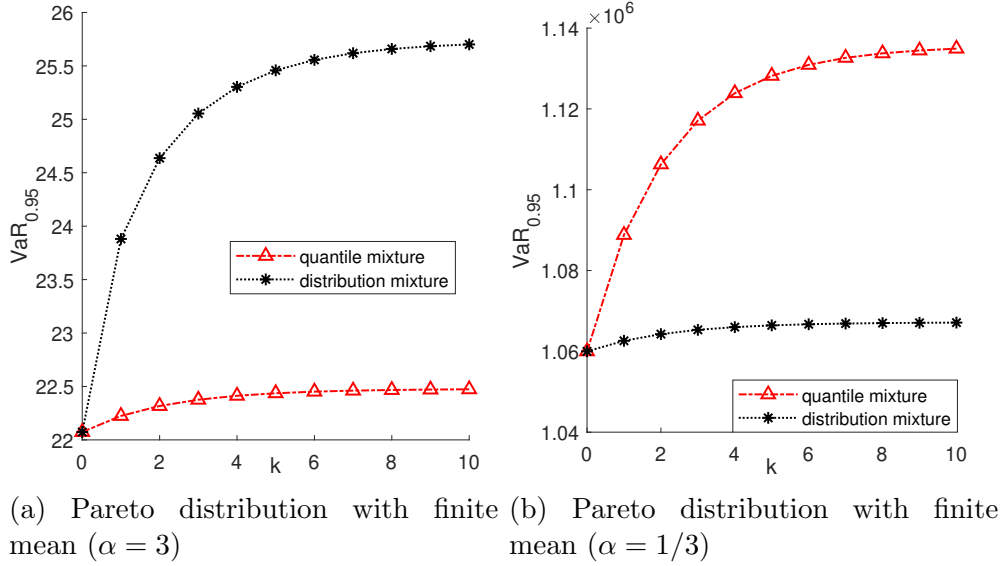 26
25.5
25
24.5
24
23.5
23
22.5
22
VaR0.95
0 2 4 6 8 10
k
quantile mixture
distribution mixture
×10^6
1.14
1.12
1.1
1.08
1.06
1.04
VaR0.95
0 2 4 6 8 10
k
quantile mixture
distribution mixture
(a) Pareto distribution with finite
mean (α = 3)
(b) Pareto distribution with finite
mean (α = 1/3)